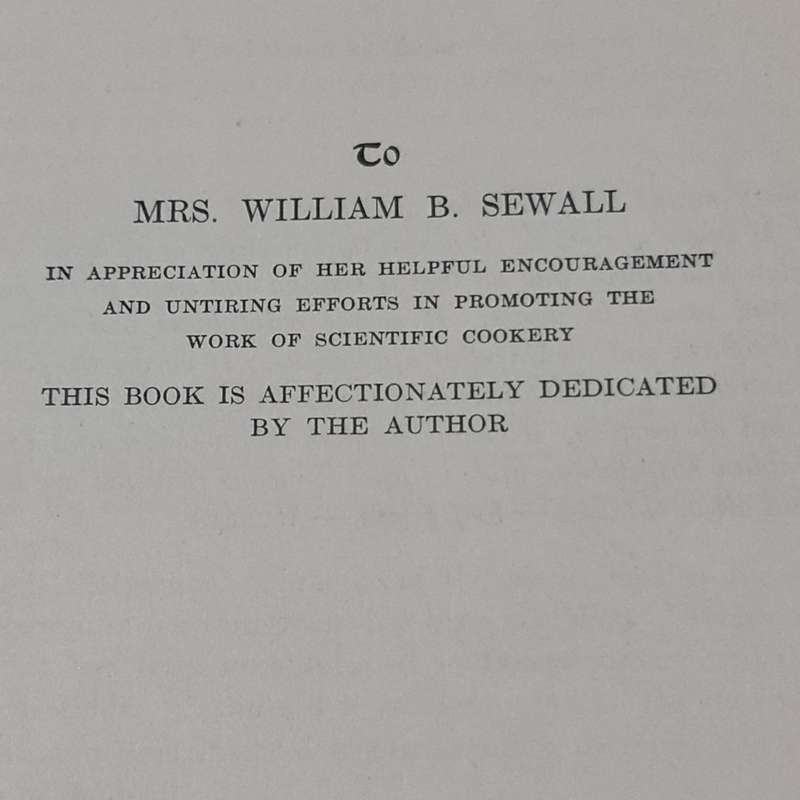 To
MRS. WILLIAM B. SEWALL
IN APPRECIATION OF HER HELPFUL ENCOURAGEMENT
AND UNTIRING EFFORTS IN PROMOTING THE
WORK OF SCIENTIFIC COOKERY
THIS BOOK IS AFFECTIONATELY DEDICATED
BY THE AUTHOR